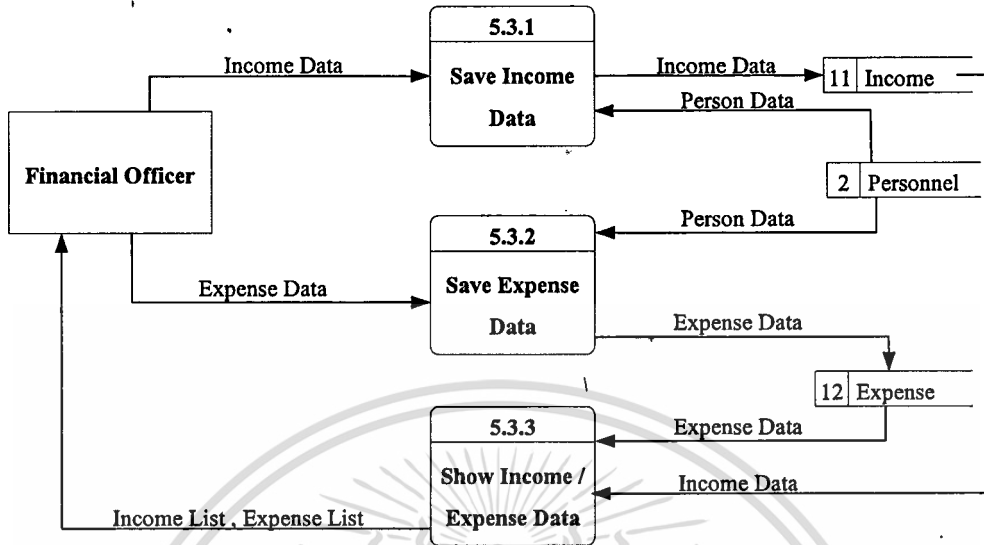 5.3.1
Income Data
Save Income
Data
Income Data
11 Income
Person Data
Financial Officer
2 Personnel
Person Data
5.3.2
Expense Data
Save Expense
Data
Expense Data
12 Expense
5.3.3
Expense Data
Show Income /
Expense Data
Income Data
Income List , Expense List